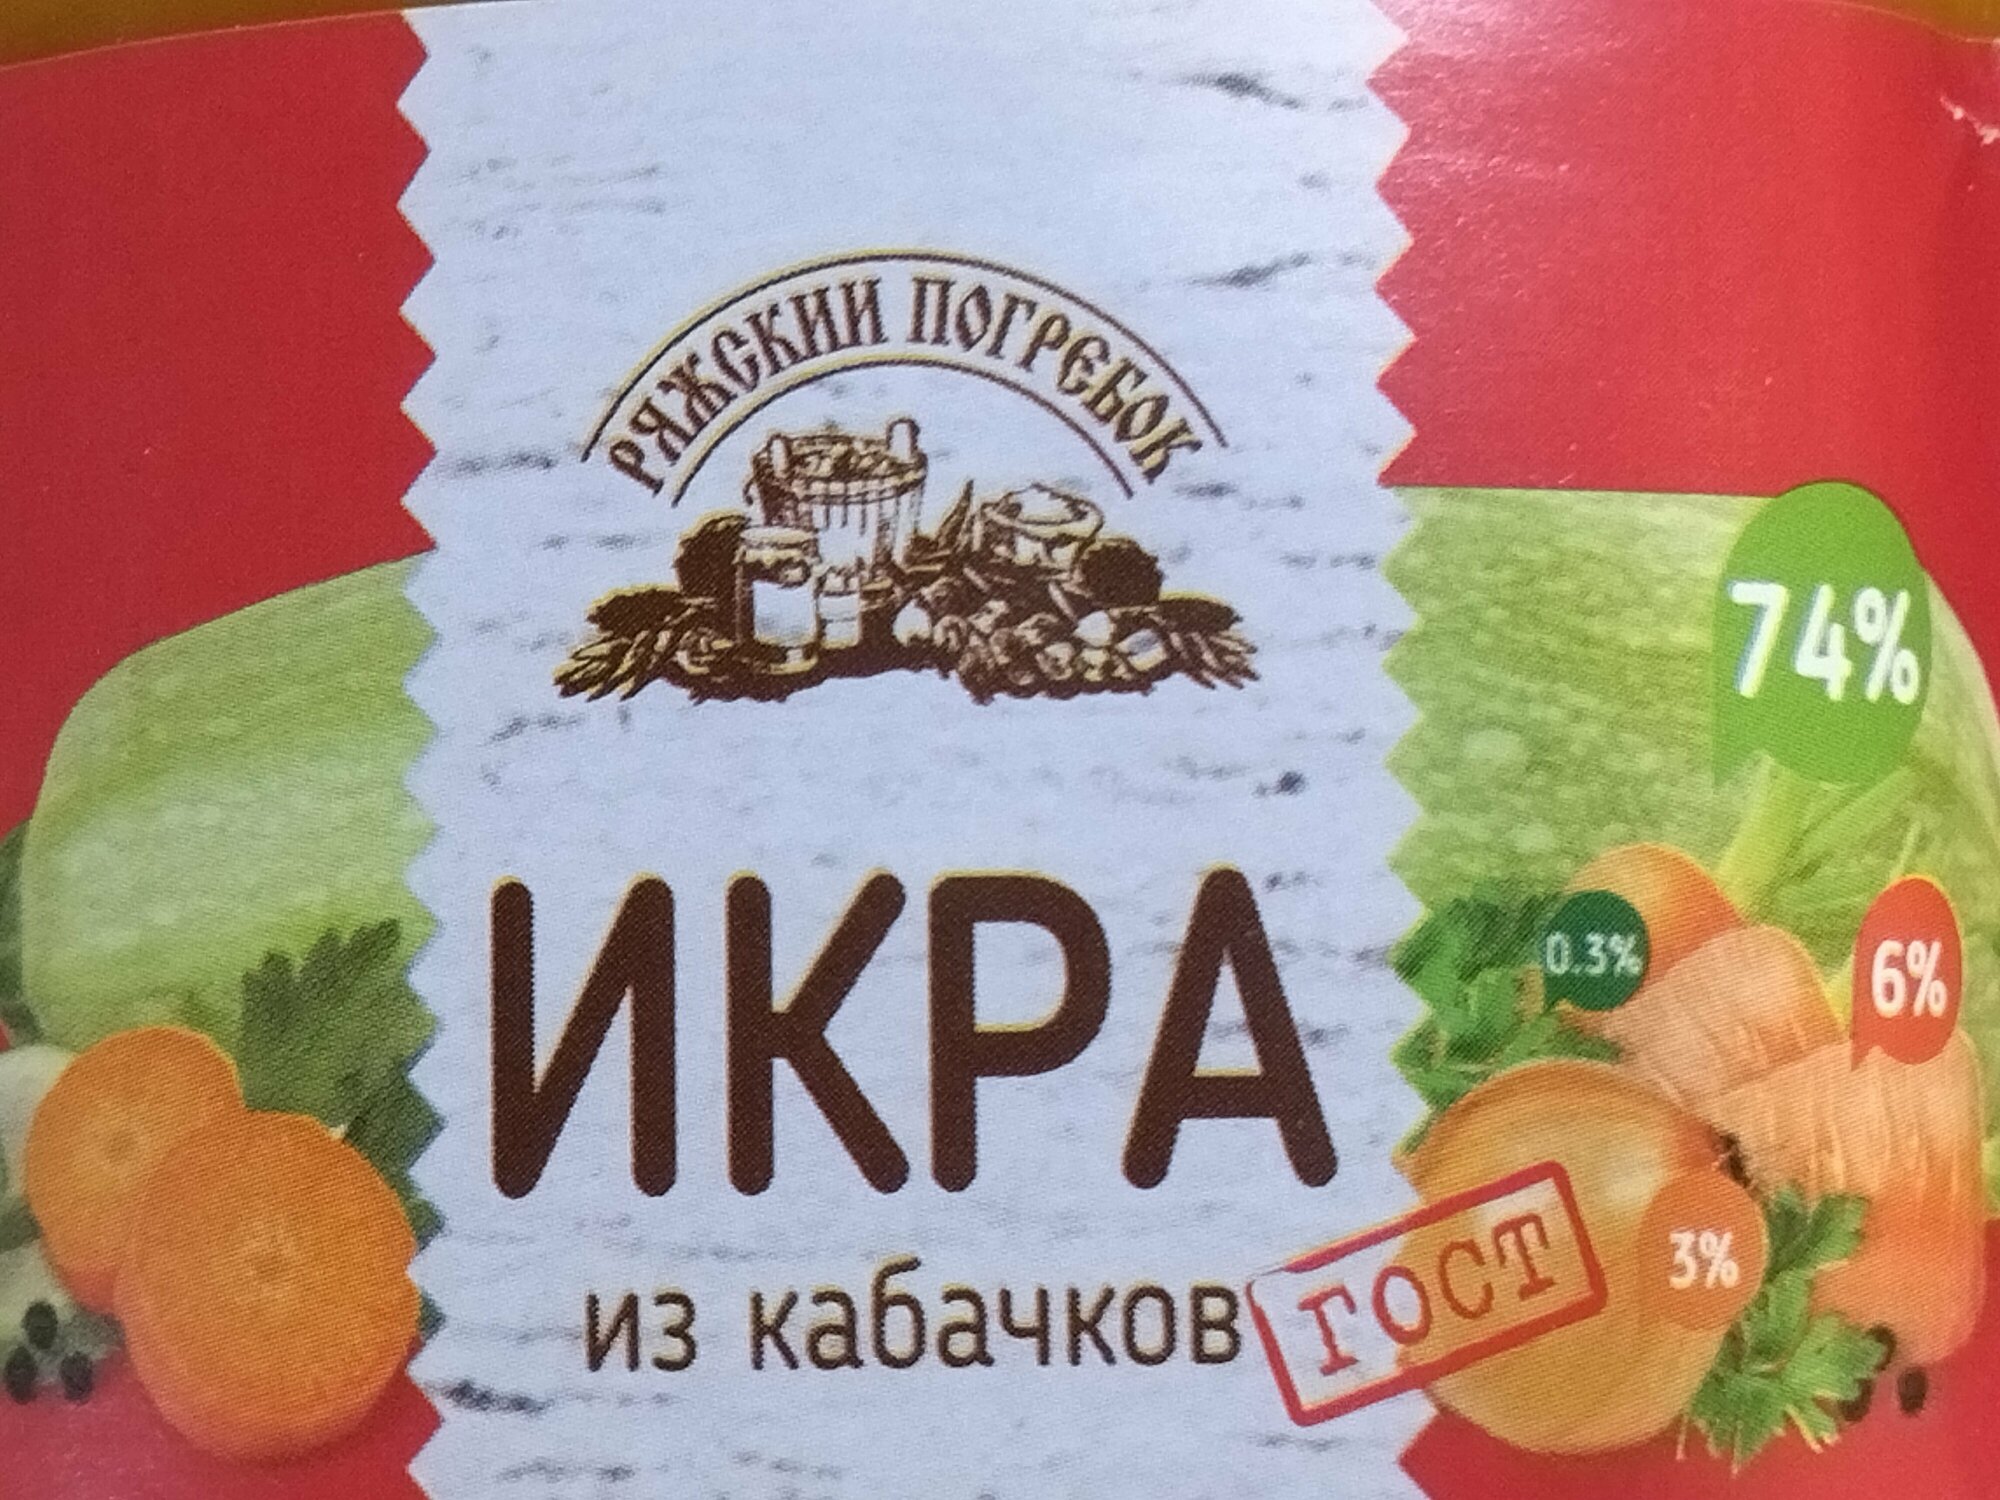 РЯЖСКИЙ ПОГРЕБОК
74%
ИКРА
0.3%
6%
из кабачков
ГОСТ
3%